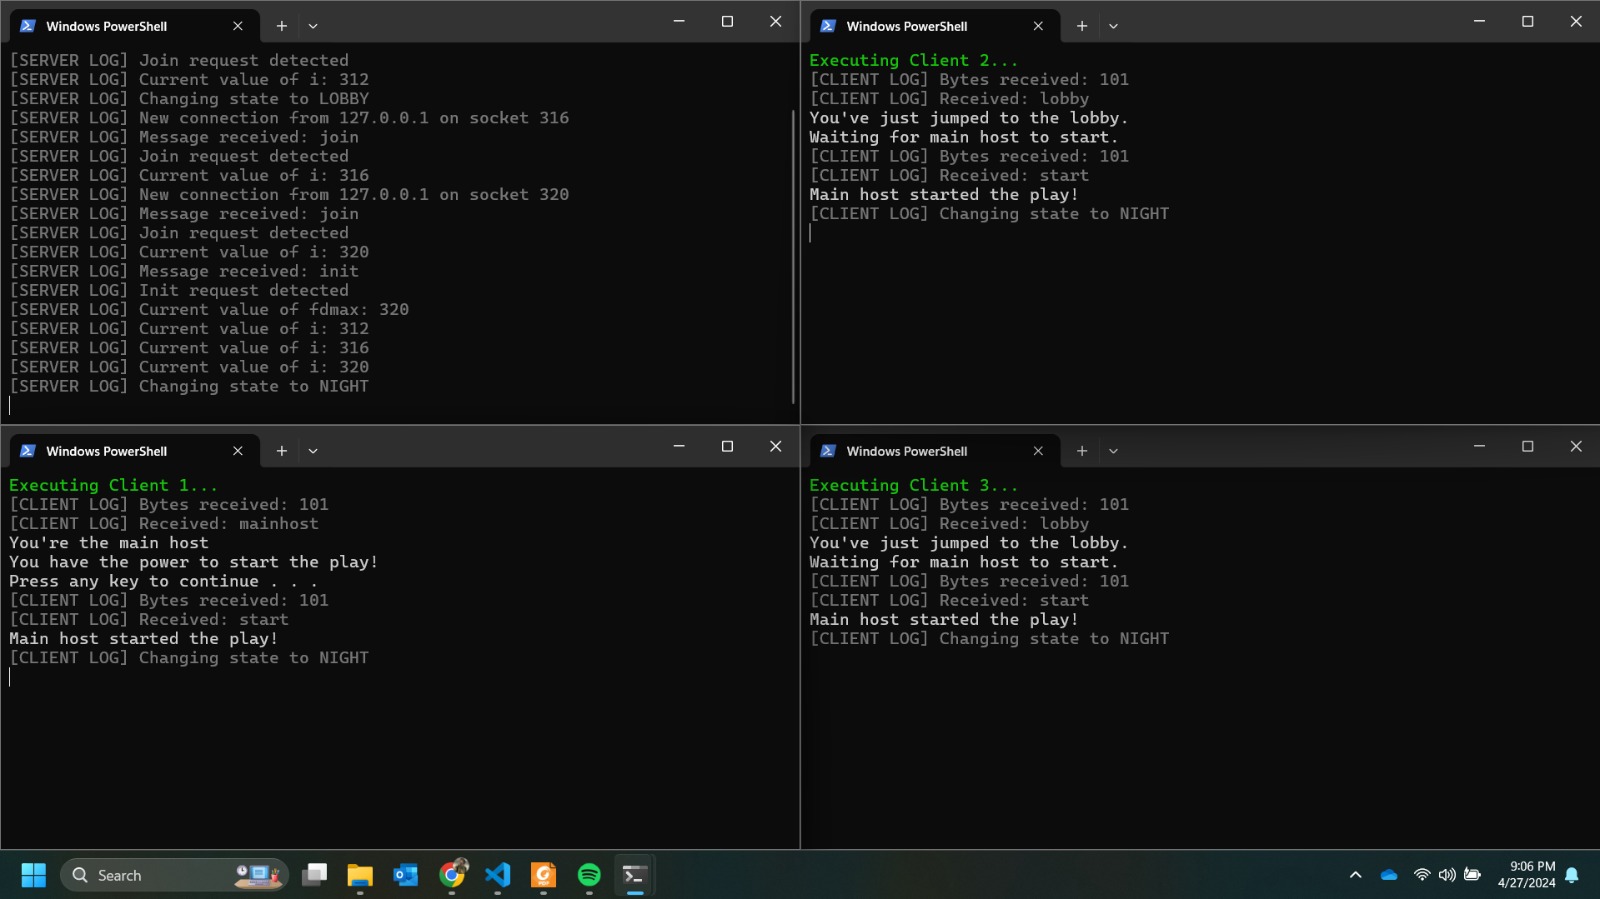 Windows PowerShell
[SERVER LOG] Join request detected
[SERVER LOG] Current value of i: 312
[SERVER LOG] Changing state to LOBBY
[SERVER LOG] New connection from 127.0.0.1 on socket 316
[SERVER LOG] Message received: join
[SERVER LOG] Join request detected
[SERVER LOG] Current value of i: 316
[SERVER LOG] New connection from 127.0.0.1 on socket 320
[SERVER LOG] Message received: join
[SERVER LOG] Join request detected
[SERVER LOG] Current value of i: 320
[SERVER LOG] Message received: init
[SERVER LOG] Init request detected
[SERVER LOG] Current value of fdmax: 320
[SERVER LOG] Current value of i: 312
[SERVER LOG] Current value of i: 316
[SERVER LOG] Current value of i: 320
[SERVER LOG] Changing state to NIGHT
Windows PowerShell
Executing Client 2...
[CLIENT LOG] Bytes received: 101
[CLIENT LOG] Received: lobby
You've just jumped to the lobby.
Waiting for main host to start.
[CLIENT LOG] Bytes received: 101
[CLIENT LOG] Received: start
Main host started the play!
[CLIENT LOG] Changing state to NIGHT
Windows PowerShell
Executing Client 1...
[CLIENT LOG] Bytes received: 101
[CLIENT LOG] Received: mainhost
You're the main host
You have the power to start the play!
Press any key to continue . . .
[CLIENT LOG] Bytes received: 101
[CLIENT LOG] Received: start
Main host started the play!
[CLIENT LOG] Changing state to NIGHT
Windows PowerShell
Executing Client 3...
[CLIENT LOG] Bytes received: 101
[CLIENT LOG] Received: lobby
You've just jumped to the lobby.
Waiting for main host to start.
[CLIENT LOG] Bytes received: 101
[CLIENT LOG] Received: start
Main host started the play!
[CLIENT LOG] Changing state to NIGHT
Search
9:06 PM
4/27/2024